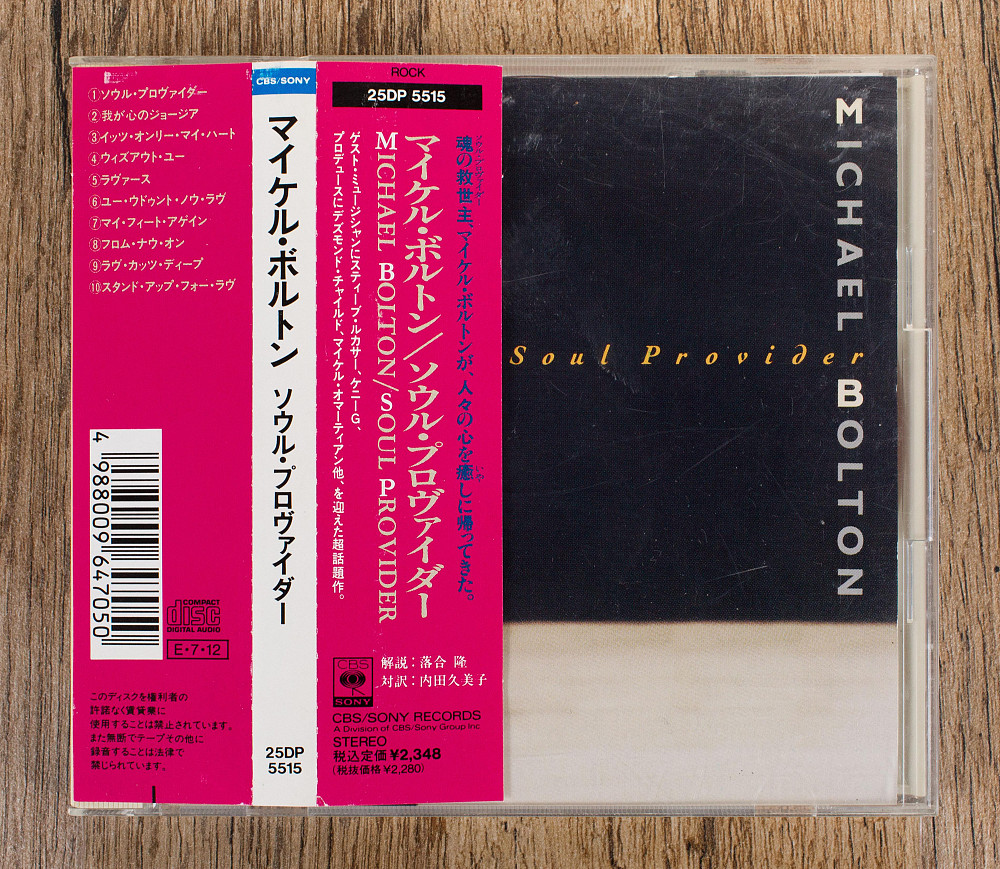 ①ソウル・プロヴァイダー
②我が心のジョージア
③イッツ・オンリー・マイ・ハート
④ウィズアウト・ユー
⑤ラヴァース
⑥ユー・ウドゥント・ノウ・ラヴ
⑦マイ・フィート・アゲイン
⑧フロム・ナウ・オン
⑨ラヴ・カッツ・ディープ
⑩スタンド・アップ・フォー・ラヴ
4 988009 647050
COMPACT
disc
DIGITAL AUDIO
E・7・12
このディスクを権利者の
許諾なく賃貸業に
使用することは禁止されています。
また無断でテープその他に
録音することは法律で
禁じられています。
CBS/SONY
マイケル・ボルトン ソウル・プロヴァイダー
25DP
5515
ROCK
25DP 5515
魂の救世主、マイケル・ボルトンが、人々の心を癒しに帰ってきた。
ソウル・プロヴァイダー
いや
マイケル・ボルトン/ソウル・プロヴァイダー
MICHAEL BOLTON/SOUL PROVIDER
ゲスト・ミュージシャンにスティーブ・ルカサー、ケニーG、
プロデュースにデズモンド・チャイルド、マイケル・オマーティアン他、を迎えた超話題作。
CBS
SONY
解説：落合 隆
対訳：内田久美子
CBS/SONY RECORDS
A Division of CBS/Sony Group Inc
STEREO
税込定価¥2,348
(税抜価格¥2,280)
Soul Provider
MICHAEL BOLTON